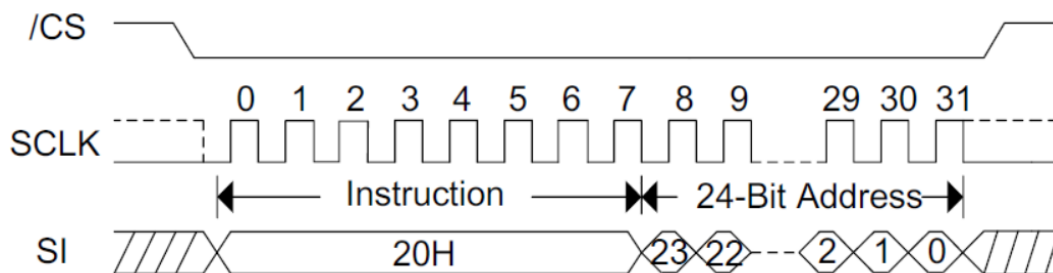 /CS
0 1 2 3 4 5 6 7 8 9 29 30 31
SCLK
Instruction 24-Bit Address
SI 20H 23 22 2 1 0